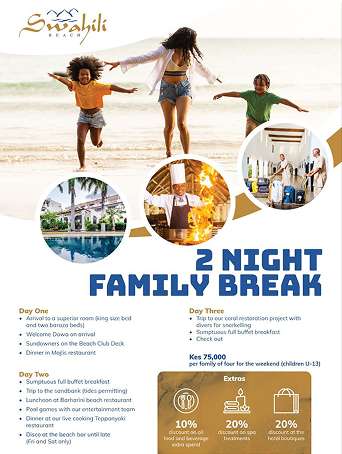 Swahili
BEACH
2 NIGHT
FAMILY BREAK
Day One
• Arrival to a superior room (king size bed
and two baraza beds)
• Welcome Dawa on arrival
• Sundowners on the Beach Club Deck
• Dinner in Majis restaurant
Day Two
• Sumptuous full buffet breakfast
• Trip to the sandbank (tides permitting)
• Luncheon at Baharini beach restaurant
• Pool games with our entertainment team
• Dinner at our live cooking Teppanyaki
restaurant
• Disco at the beach bar until late
(Fri and Sat only)
Day Three
• Trip to our coral restoration project with
divers for snorkelling
• Sumptuous full buffet breakfast
• Check out
Kes 75,000
per family of four for the weekend (children U-13)
Extras
10%
discount on all
food and beverage
extra spend
20%
discount on spa
treatments
20%
discount at the
hotel boutiques